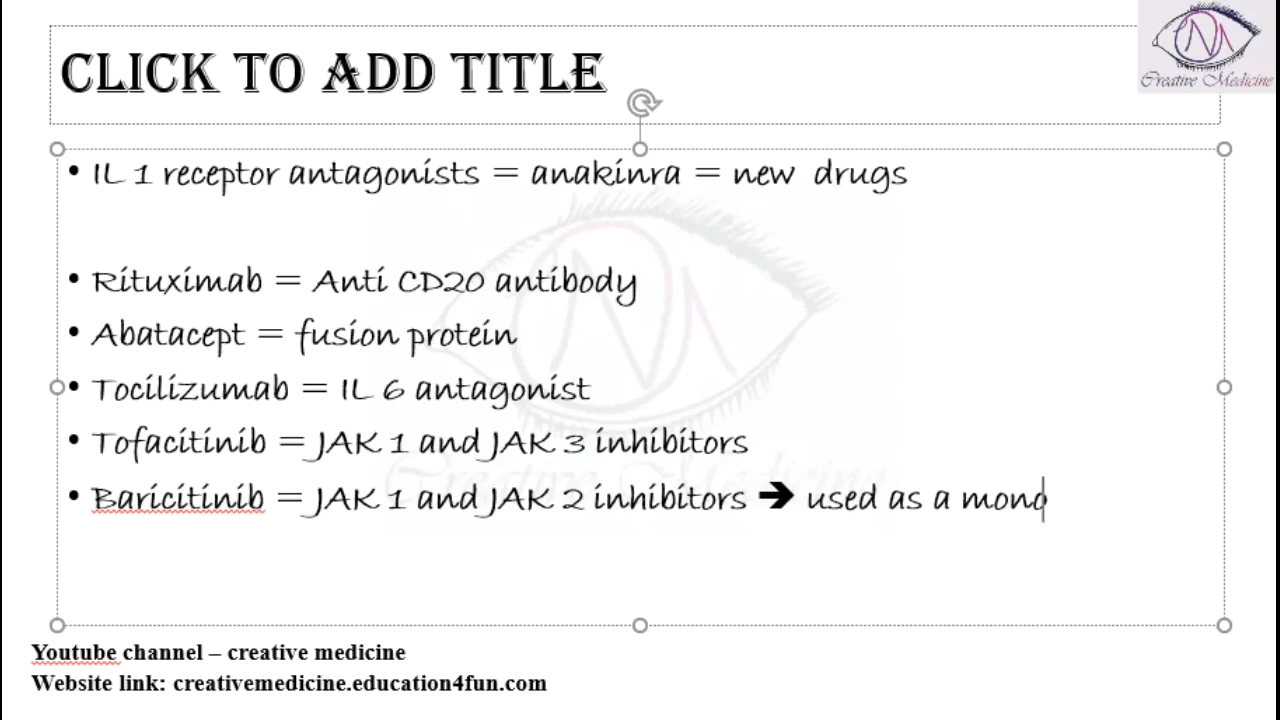 Creative Medicine
CLICK TO ADD TITLE
• IL 1 receptor antagonists = anakinra = new drugs
• Rituximab = Anti CD20 antibody
• Abatacept = fusion protein
• Tocilizumab = IL 6 antagonist
• Tofacitinib = JAK 1 and JAK 3 inhibitors
• Baricitinib = JAK 1 and JAK 2 inhibitors ➔ used as a mono
Creative Medicine
Youtube channel – creative medicine
Website link: creativemedicine.education4fun.com